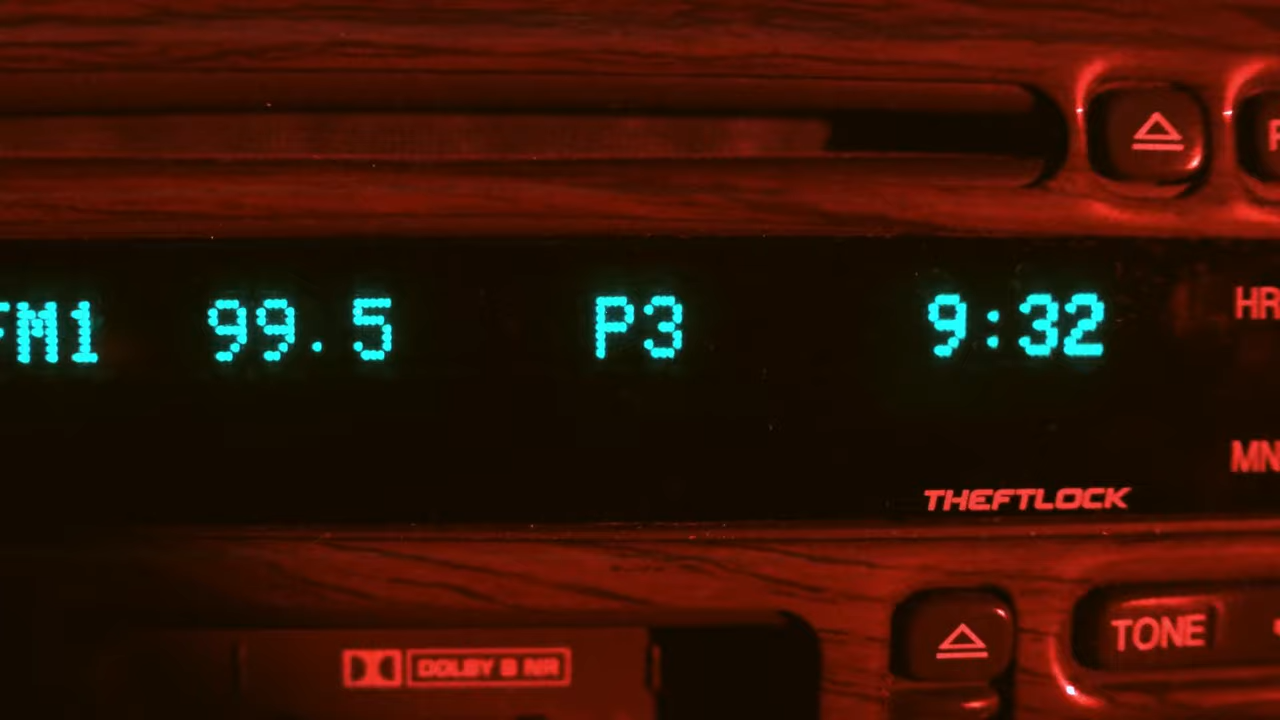 FM1 99.5 P3 9:32
HR
MN
THEFTLOCK
TONE
DOLBY B NR